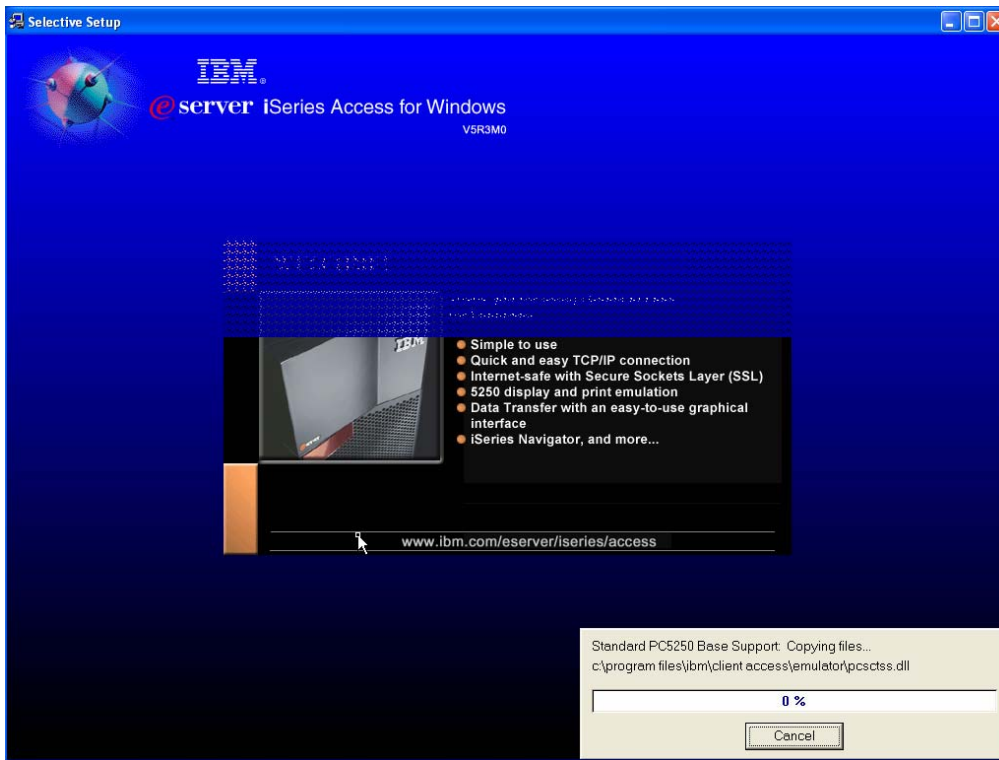 Selective Setup
IBM®
eserver iSeries Access for Windows
V5R3M0
IBM
Simple to use
Quick and easy TCP/IP connection
Internet-safe with Secure Sockets Layer (SSL)
5250 display and print emulation
Data Transfer with an easy-to-use graphical
interface
iSeries Navigator, and more...
www.ibm.com/eserver/iseries/access
Standard PC5250 Base Support: Copying files...
c:\program files\ibm\client access\emulator\pcsctss.dll
0 %
Cancel